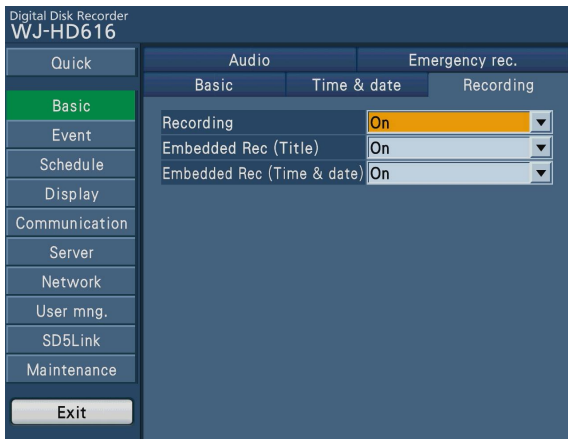 Digital Disk Recorder
WJ-HD616
Quick
Basic
Event
Schedule
Display
Communication
Server
Network
User mng.
SD5Link
Maintenance
Exit
Audio Emergency rec.
Basic Time & date Recording
Recording On
Embedded Rec (Title) On
Embedded Rec (Time & date) On